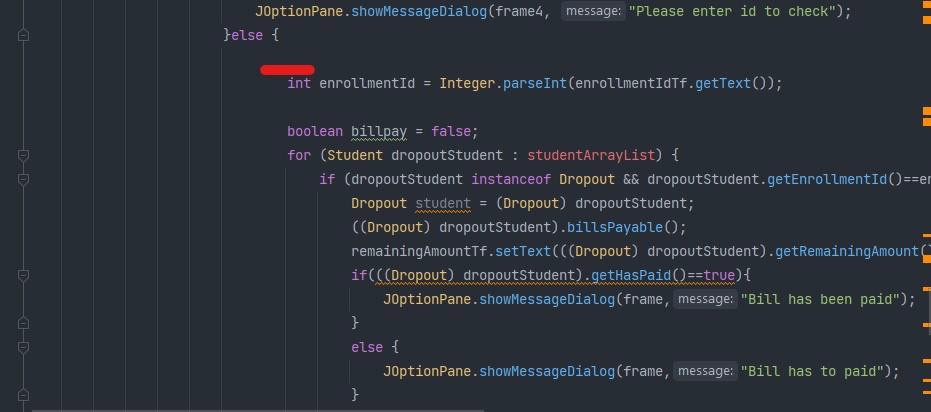 JOptionPane.showMessageDialog(frame4, message: "Please enter id to check");
}else {
int enrollmentId = Integer.parseInt(enrollmentIdTf.getText());
boolean billpay = false;
for (Student dropoutStudent : studentArrayList) {
if (dropoutStudent instanceof Dropout && dropoutStudent.getEnrollmentId()==en
Dropout student = (Dropout) dropoutStudent;
((Dropout) dropoutStudent).billsPayable();
remainingAmountTf.setText(((Dropout) dropoutStudent).getRemainingAmount()
if(((Dropout) dropoutStudent).getHasPaid()==true){
JOptionPane.showMessageDialog(frame, message: "Bill has been paid");
}
else {
JOptionPane.showMessageDialog(frame, message: "Bill has to paid");
}